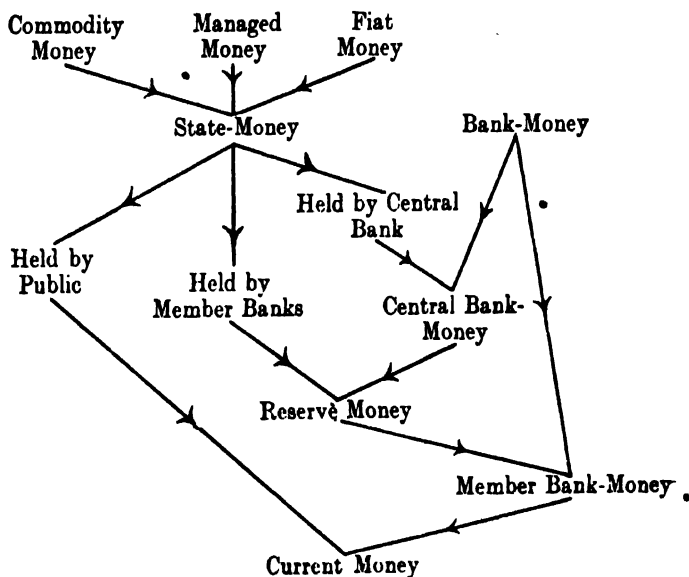 Commodity
Money
Managed
Money
Fiat
Money
State-Money
Bank-Money
Held by Central
Bank
Held by
Public
Held by
Member Banks
Central Bank-
Money
Reserve Money
Member Bank-Money
Current Money